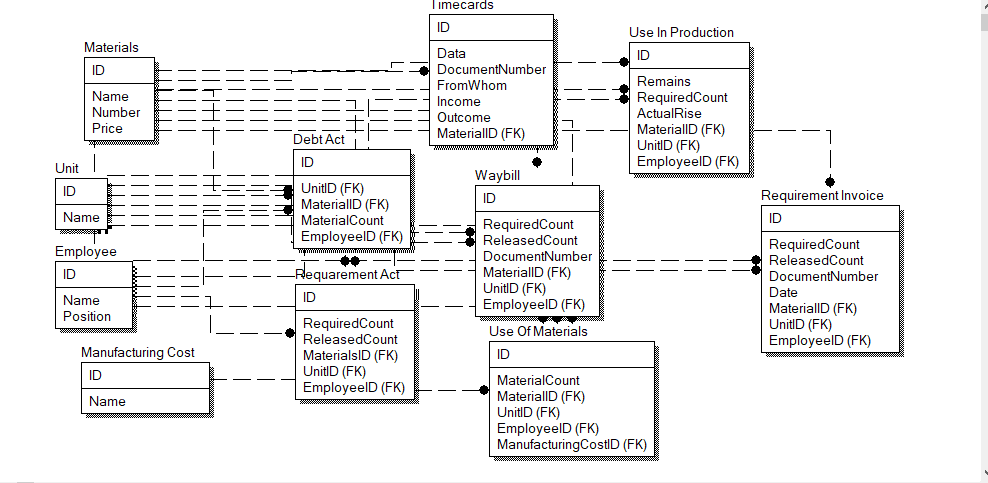 Timecards
ID
Data
DocumentNumber
FromWhom
Income
Outcome
MaterialID (FK)
Use In Production
ID
Remains
RequiredCount
ActualRise
MaterialID (FK)
UnitID (FK)
EmployeeID (FK)
Materials
ID
Name
Number
Price
Debt Act
ID
UnitID (FK)
MaterialID (FK)
MaterialCount
EmployeeID (FK)
Unit
ID
Name
Waybill
ID
RequiredCount
ReleasedCount
DocumentNumber
MaterialID (FK)
UnitID (FK)
EmployeeID (FK)
Requirement Invoice
ID
RequiredCount
ReleasedCount
DocumentNumber
Date
MaterialID (FK)
UnitID (FK)
EmployeeID (FK)
Employee
ID
Name
Position
Requarement Act
ID
RequiredCount
ReleasedCount
MaterialsID (FK)
UnitID (FK)
EmployeeID (FK)
Use Of Materials
ID
MaterialCount
MaterialID (FK)
UnitID (FK)
EmployeeID (FK)
ManufacturingCostID (FK)
Manufacturing Cost
ID
Name